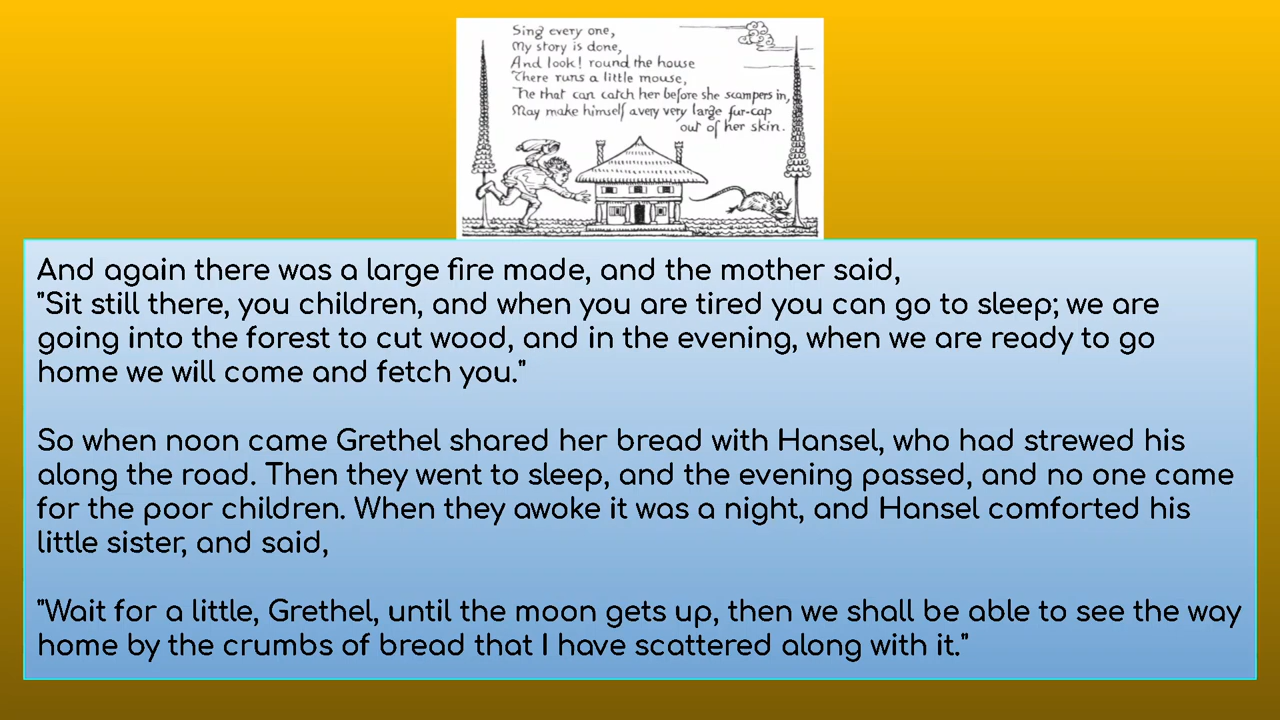 Sing every one,
My story is done,
And look! round the house
There runs a little mouse,
He that can catch her before she scampers in,
May make himself a very very large fur-cap
out of her skin.
And again there was a large fire made, and the mother said,
"Sit still there, you children, and when you are tired you can go to sleep; we are
going into the forest to cut wood, and in the evening, when we are ready to go
home we will come and fetch you."
So when noon came Grethel shared her bread with Hansel, who had strewed his
along the road. Then they went to sleep, and the evening passed, and no one came
for the poor children. When they awoke it was a night, and Hansel comforted his
little sister, and said,
"Wait for a little, Grethel, until the moon gets up, then we shall be able to see the way
home by the crumbs of bread that I have scattered along with it."